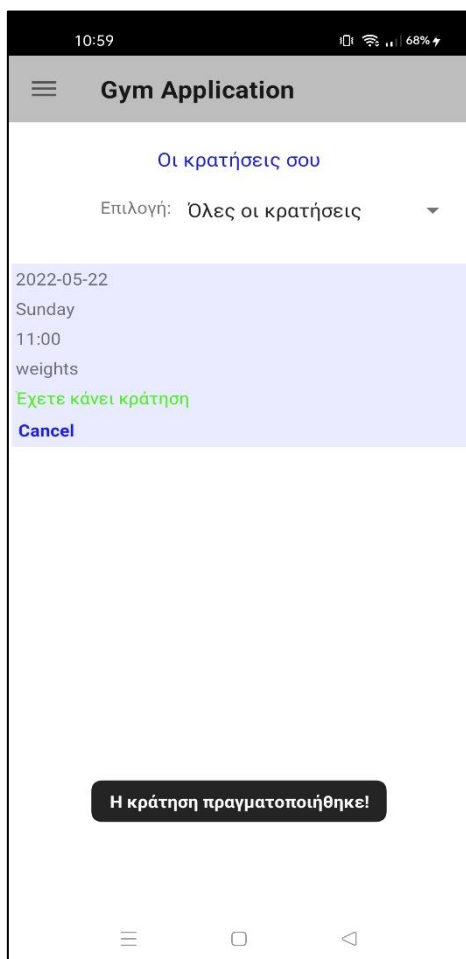 10:59
68%
Gym Application
Οι κρατήσεις σου
Επιλογή: Όλες οι κρατήσεις
2022-05-22
Sunday
11:00
weights
Έχετε κάνει κράτηση
Cancel
Η κράτηση πραγματοποιήθηκε!